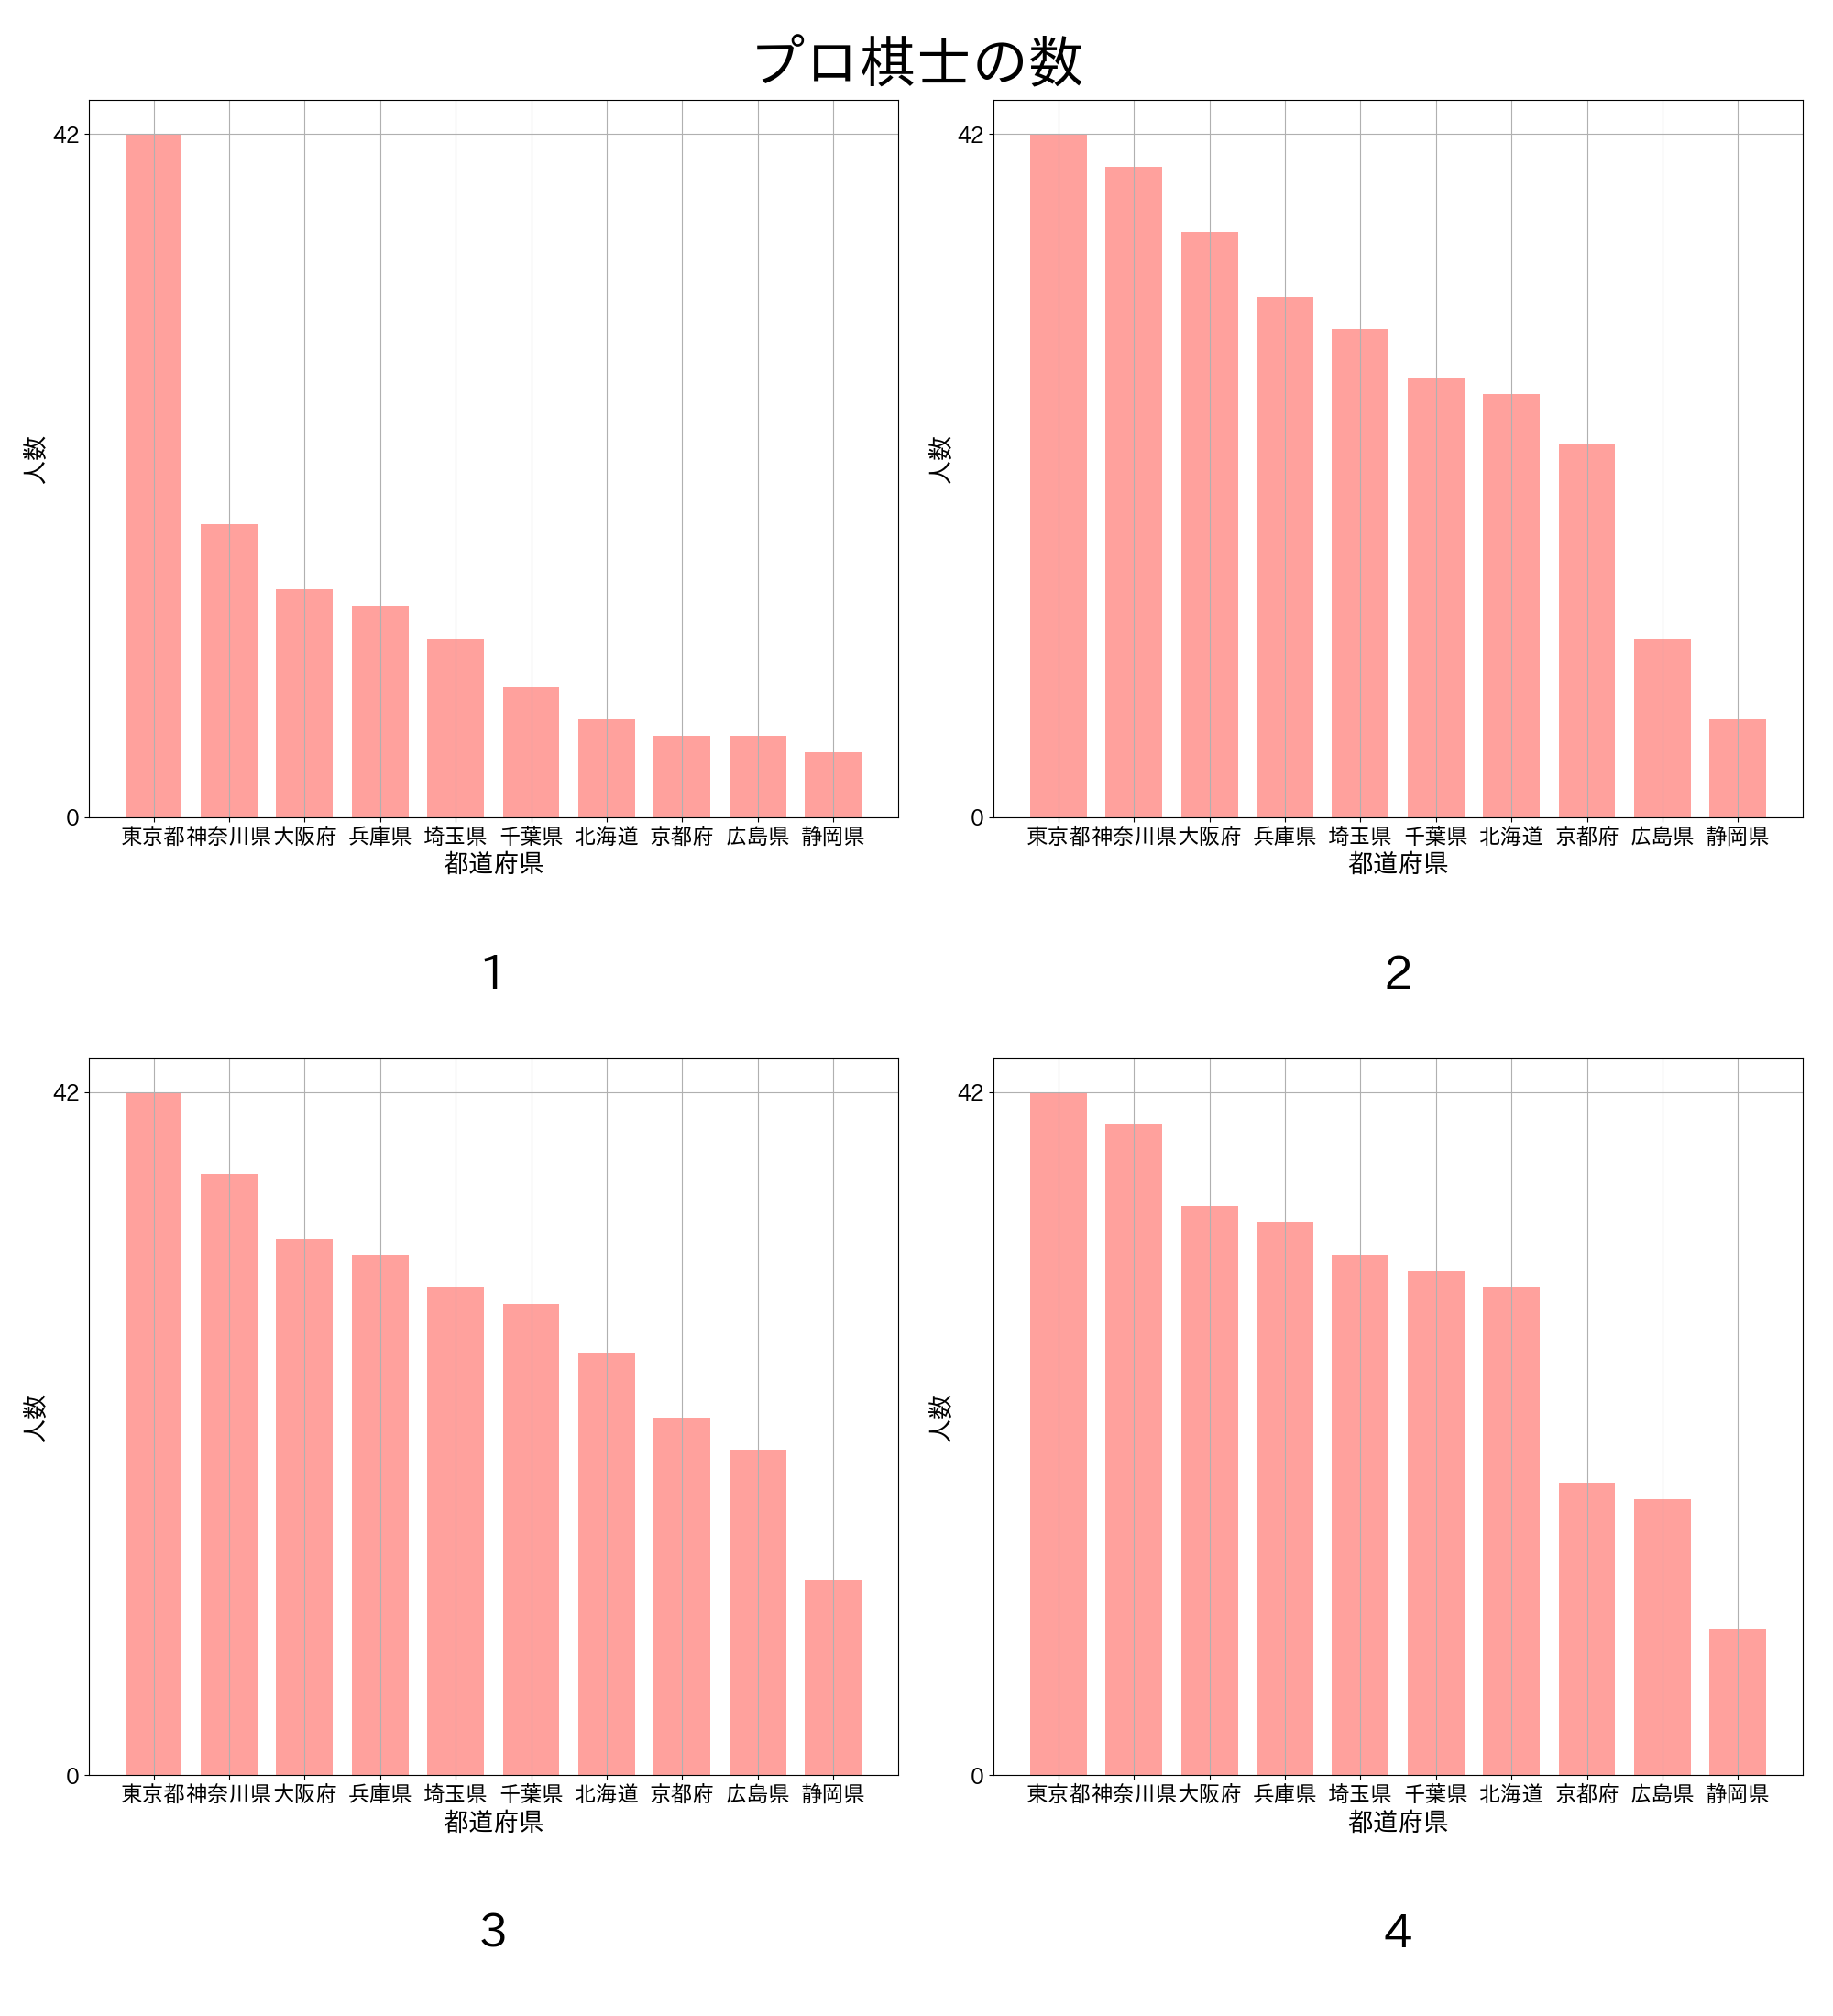 プロ棋士の数
42
人数
0
東京都 神奈川県 大阪府 兵庫県 埼玉県 千葉県 北海道 京都府 広島県 静岡県
都道府県
1
42
人数
0
東京都 神奈川県 大阪府 兵庫県 埼玉県 千葉県 北海道 京都府 広島県 静岡県
都道府県
2
42
人数
0
東京都 神奈川県 大阪府 兵庫県 埼玉県 千葉県 北海道 京都府 広島県 静岡県
都道府県
3
42
人数
0
東京都 神奈川県 大阪府 兵庫県 埼玉県 千葉県 北海道 京都府 広島県 静岡県
都道府県
4